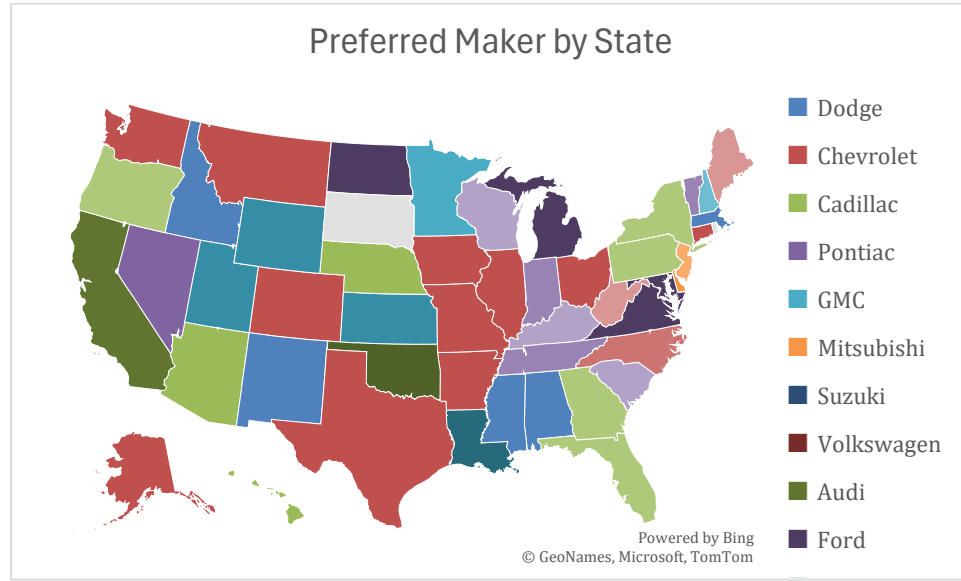 Preferred Maker by State
Dodge
Chevrolet
Cadillac
Pontiac
GMC
Mitsubishi
Suzuki
Volkswagen
Audi
Ford
Powered by Bing
© GeoNames, Microsoft, TomTom